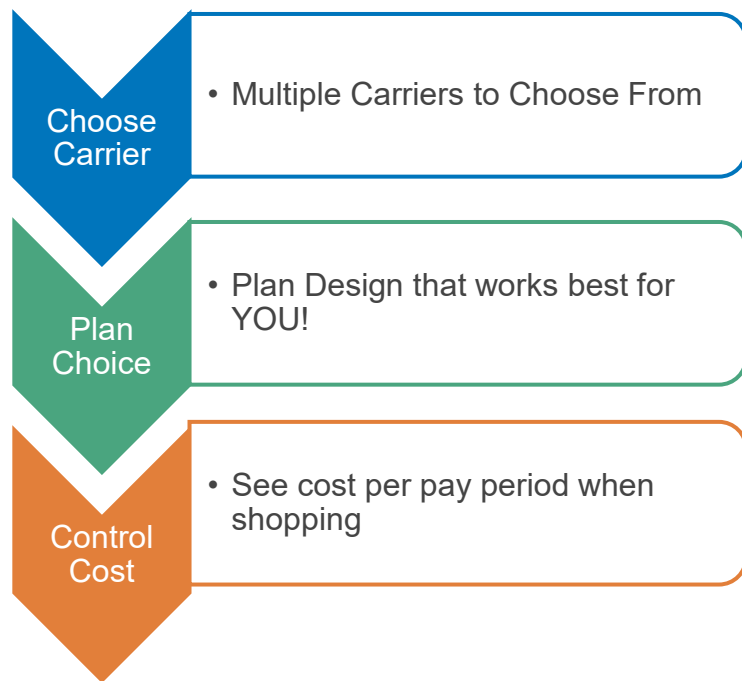 Choose
Carrier
• Multiple Carriers to Choose From
Plan
Choice
• Plan Design that works best for
YOU!
Control
Cost
• See cost per pay period when
shopping